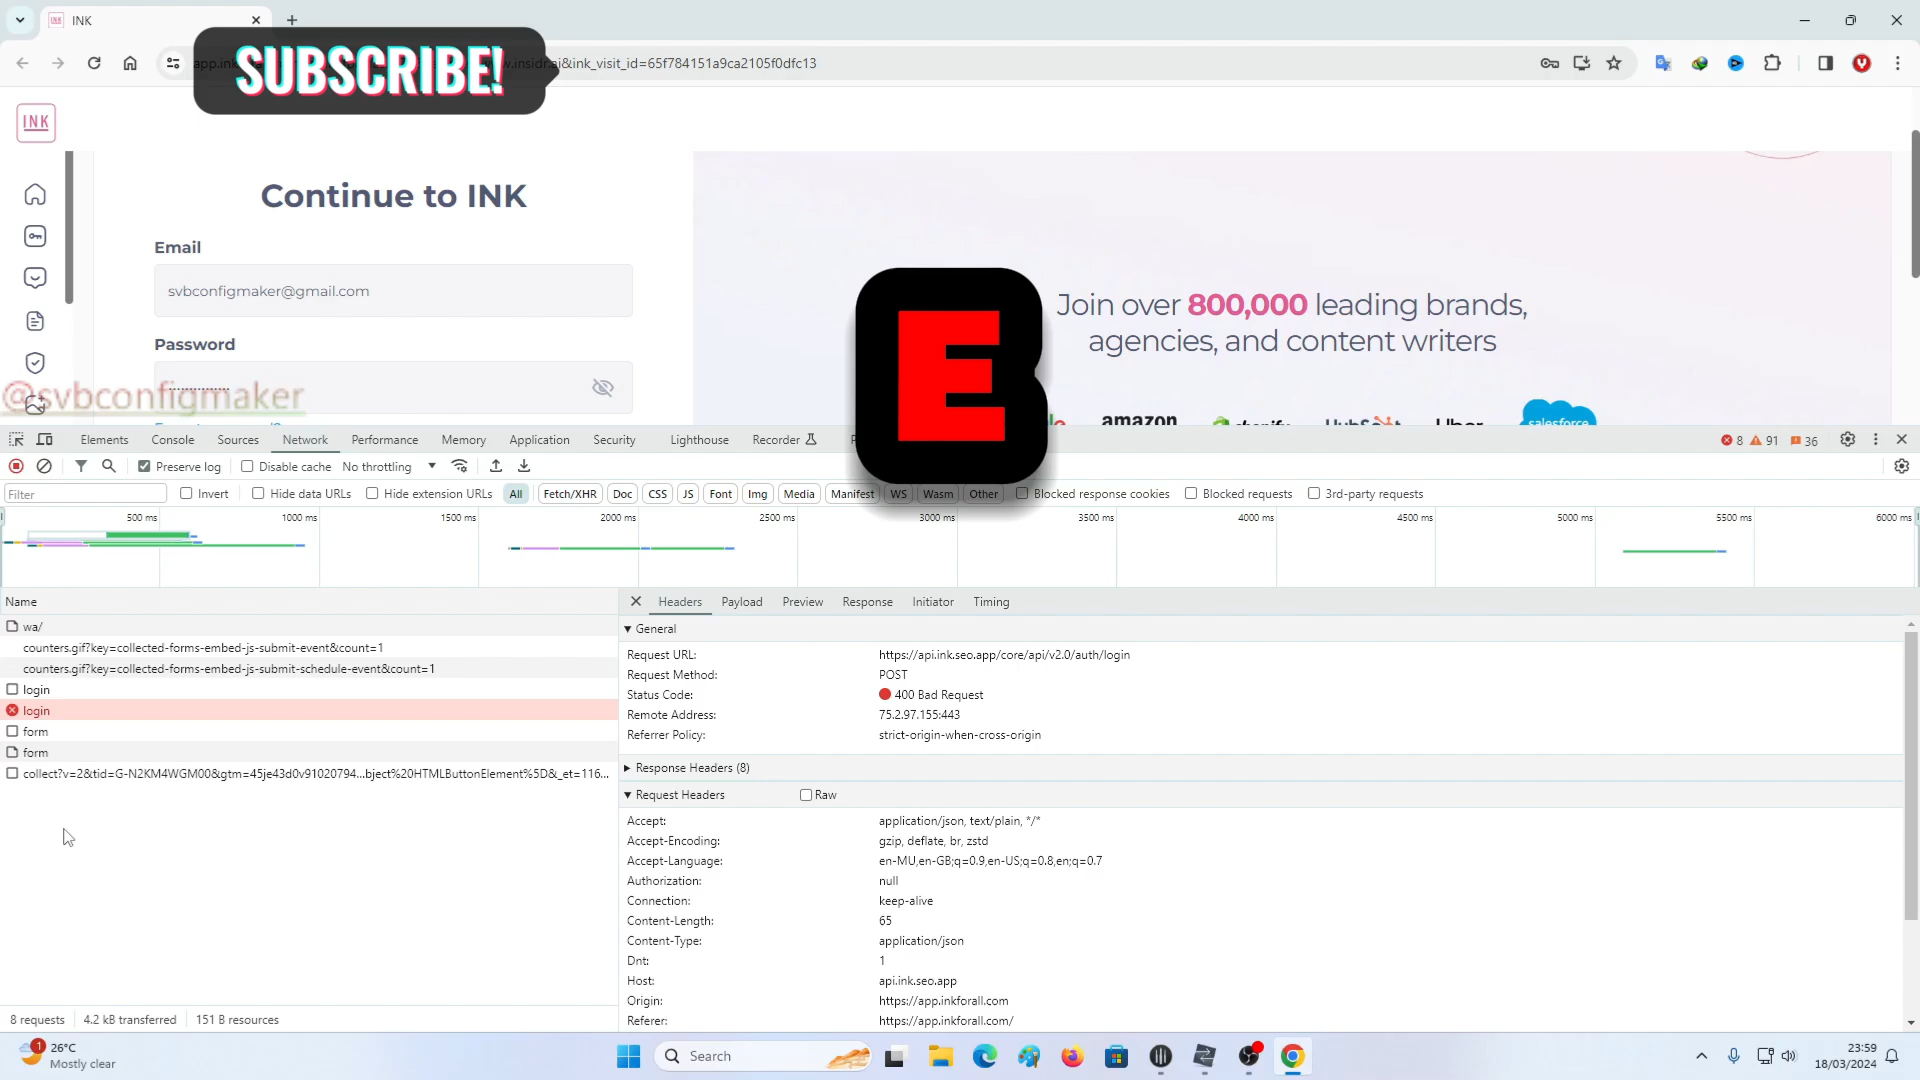 INK
SUBSCRIBE!
app.ink
.insidr.ai&ink_visit_id=65f784151a9ca2105f0dfc13
INK
Continue to INK
Email
svbconfigmaker@gmail.com
Password
@svbconfigmaker
Join over 800,000 leading brands,
agencies, and content writers
E
amazon
shopify
HubSpot
Uber
salesforce
Elements Console Sources Network Performance Memory Application Security Lighthouse Recorder 8 91 36
Preserve log Disable cache No throttling
Filter Invert Hide data URLs Hide extension URLs All Fetch/XHR Doc CSS JS Font Img Media Manifest WS Wasm Other Blocked response cookies Blocked requests 3rd-party requests
500 ms 1000 ms 1500 ms 2000 ms 2500 ms 3000 ms 3500 ms 4000 ms 4500 ms 5000 ms 5500 ms 6000 ms
Name
wa/
counters.gif?key=collected-forms-embed-js-submit-event&count=1
counters.gif?key=collected-forms-embed-js-submit-schedule-event&count=1
login
login
form
form
collect?v=2&tid=G-N2KM4WGM00&gtm=45je43d0v91020794...bject%20HTMLButtonElement%5D&_et=116...
8 requests 4.2 kB transferred 151 B resources
Headers Payload Preview Response Initiator Timing
General
Request URL: https://api.ink.seo.app/core/api/v2.0/auth/login
Request Method: POST
Status Code: 400 Bad Request
Remote Address: 75.2.97.155:443
Referrer Policy: strict-origin-when-cross-origin
Response Headers (8)
Request Headers Raw
Accept: application/json, text/plain, */*
Accept-Encoding: gzip, deflate, br, zstd
Accept-Language: en-MU,en-GB;q=0.9,en-US;q=0.8,en;q=0.7
Authorization: null
Connection: keep-alive
Content-Length: 65
Content-Type: application/json
Dnt: 1
Host: api.ink.seo.app
Origin: https://app.inkforall.com
Referer: https://app.inkforall.com/
1
26°C
Mostly clear
Search
23:59
18/03/2024